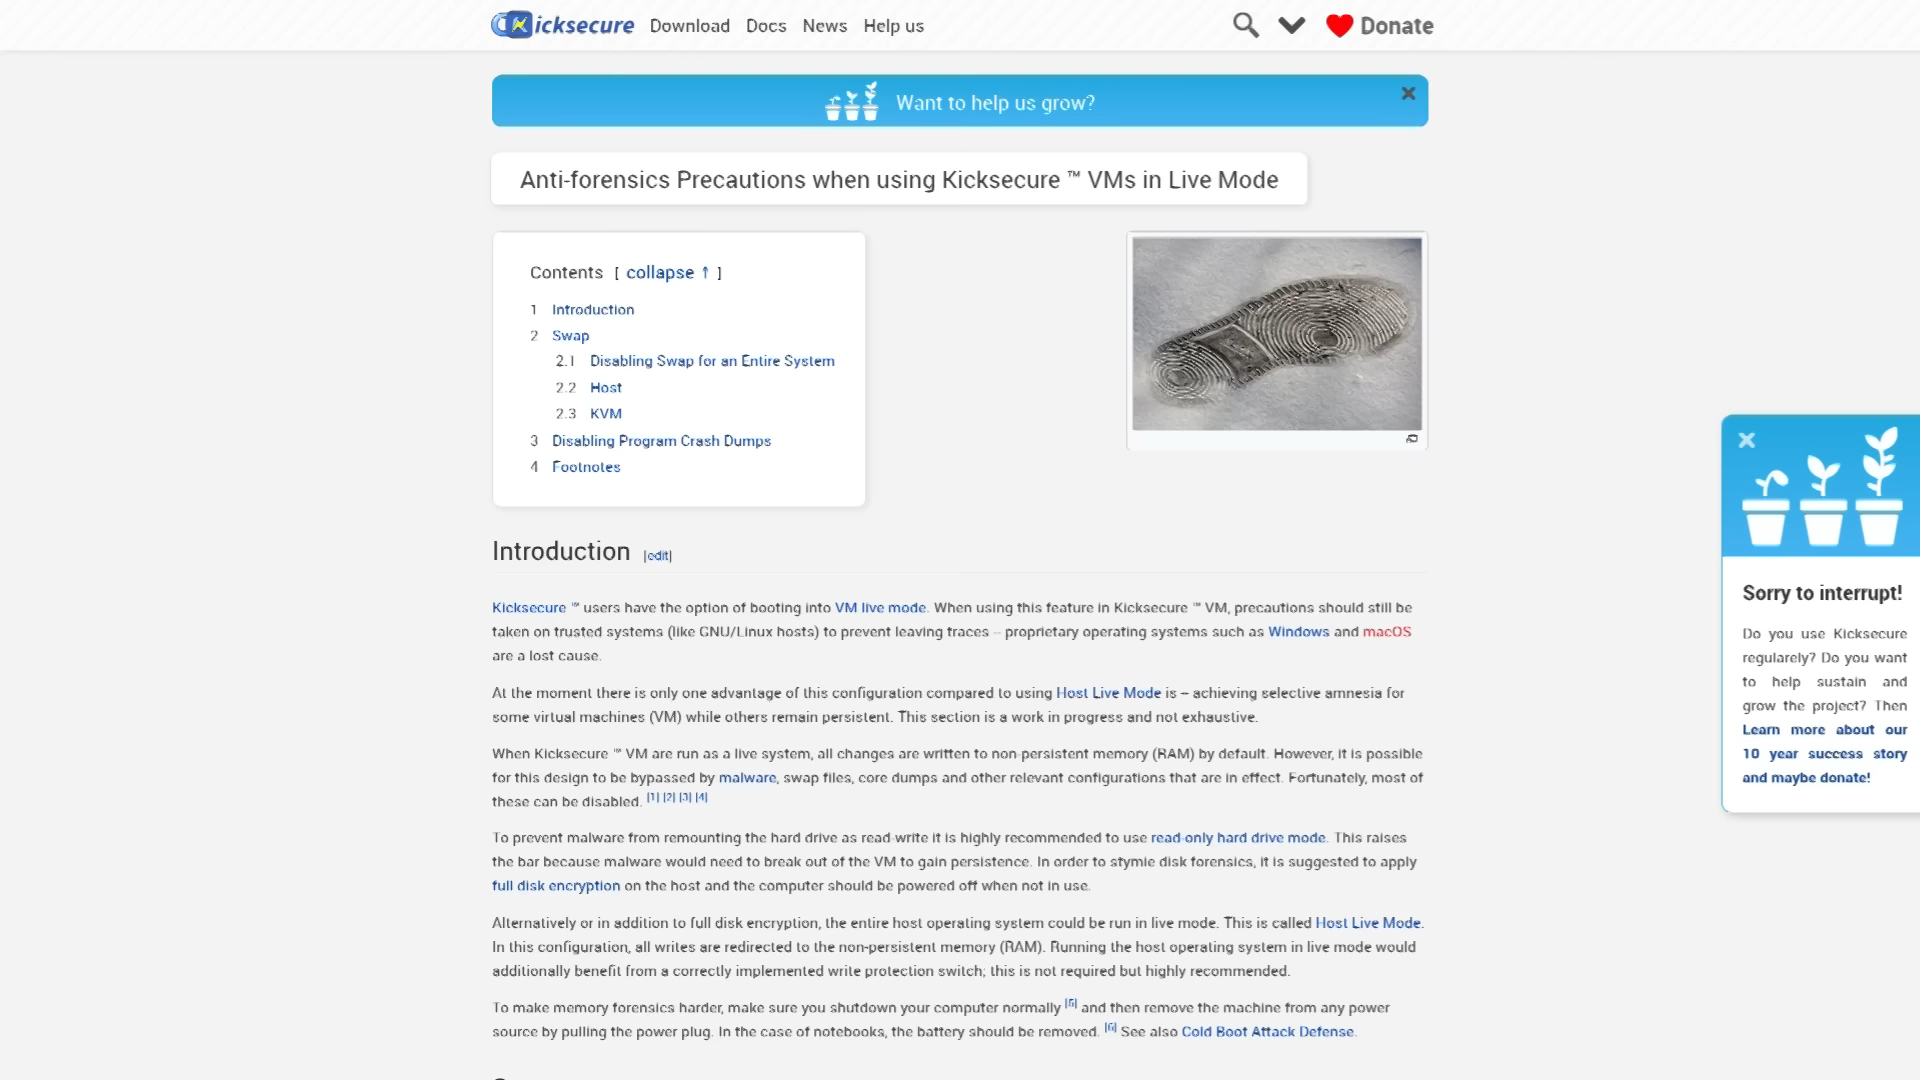 Kicksecure Download Docs News Help us Donate
Want to help us grow?
Anti-forensics Precautions when using Kicksecure ™ VMs in Live Mode
Contents [ collapse ↑ ]
1 Introduction
2 Swap
2.1 Disabling Swap for an Entire System
2.2 Host
2.3 KVM
3 Disabling Program Crash Dumps
4 Footnotes
Introduction [edit]
Kicksecure ™ users have the option of booting into VM live mode. When using this feature in Kicksecure ™ VM, precautions should still be
taken on trusted systems (like GNU/Linux hosts) to prevent leaving traces -- proprietary operating systems such as Windows and macOS
are a lost cause.
At the moment there is only one advantage of this configuration compared to using Host Live Mode is – achieving selective amnesia for
some virtual machines (VM) while others remain persistent. This section is a work in progress and not exhaustive.
When Kicksecure ™ VM are run as a live system, all changes are written to non-persistent memory (RAM) by default. However, it is possible
for this design to be bypassed by malware, swap files, core dumps and other relevant configurations that are in effect. Fortunately, most of
these can be disabled. [1] [2] [3] [4]
To prevent malware from remounting the hard drive as read-write it is highly recommended to use read-only hard drive mode. This raises
the bar because malware would need to break out of the VM to gain persistence. In order to stymie disk forensics, it is suggested to apply
full disk encryption on the host and the computer should be powered off when not in use.
Alternatively or in addition to full disk encryption, the entire host operating system could be run in live mode. This is called Host Live Mode.
In this configuration, all writes are redirected to the non-persistent memory (RAM). Running the host operating system in live mode would
additionally benefit from a correctly implemented write protection switch; this is not required but highly recommended.
To make memory forensics harder, make sure you shutdown your computer normally [5] and then remove the machine from any power
source by pulling the power plug. In the case of notebooks, the battery should be removed. [6] See also Cold Boot Attack Defense.
Sorry to interrupt!
Do you use Kicksecure
regularely? Do you want
to help sustain and
grow the project? Then
Learn more about our
10 year success story
and maybe donate!